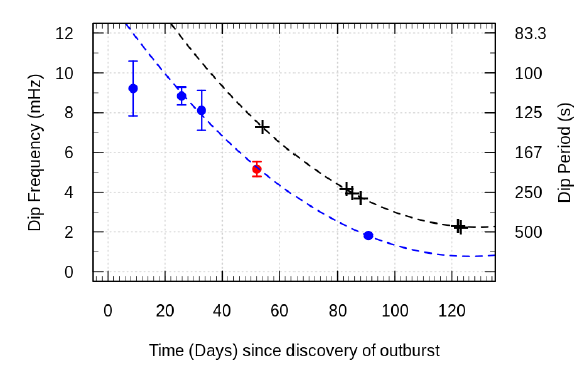 12 83.3
10 100
8 125
6 167
4 250
2 500
0
Dip Frequency (mHz)
Dip Period (s)
0 20 40 60 80 100 120
Time (Days) since discovery of outburst